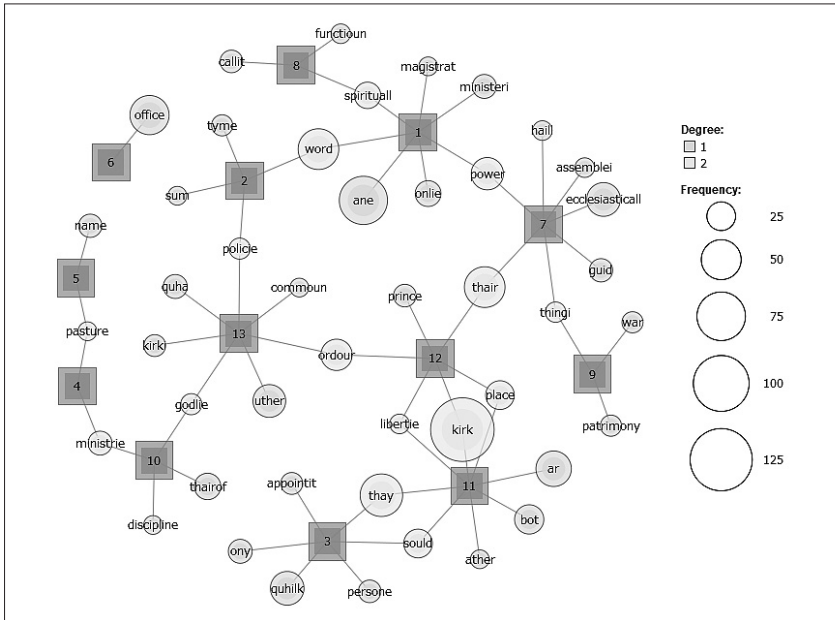 functioun
callit
8
magistrat
ministeri
spirituall
office
tyme
1
hail
word
6
assemblei
power
2
sum
ane
onlie
ecclesiasticall
7
name
policie
guid
5
quha
commoun
thair
prince
thingi
war
pasture
13
kirki
ordour
12
9
4
godlie
uther
place
libertie
kirk
patrimony
ministrie
10
thairof
appointit
thay
11
ar
discipline
bot
3
sould
ony
ather
quhilk
persone
Degree:
1
2
Frequency:
25
50
75
100
125